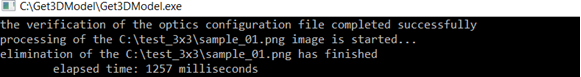 C:\Get3DModel\Get3DModel.exe
the verification of the optics configuration file completed successfully
processing of the C:\test_3x3\sample_01.png image is started...
elimination of the C:\test_3x3\sample_01.png has finished
elapsed time: 1257 milliseconds